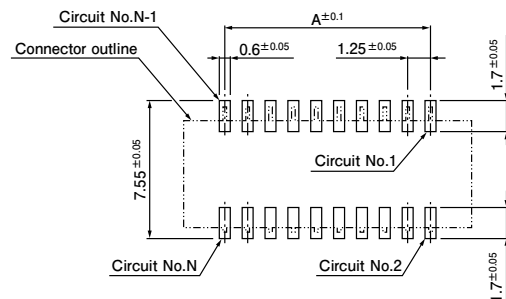 Circuit No.N-1
A±0.1
Connector outline
0.6±0.05
1.25±0.05
1.7±0.05
7.55±0.05
Circuit No.1
Circuit No.N
Circuit No.2
1.7±0.05